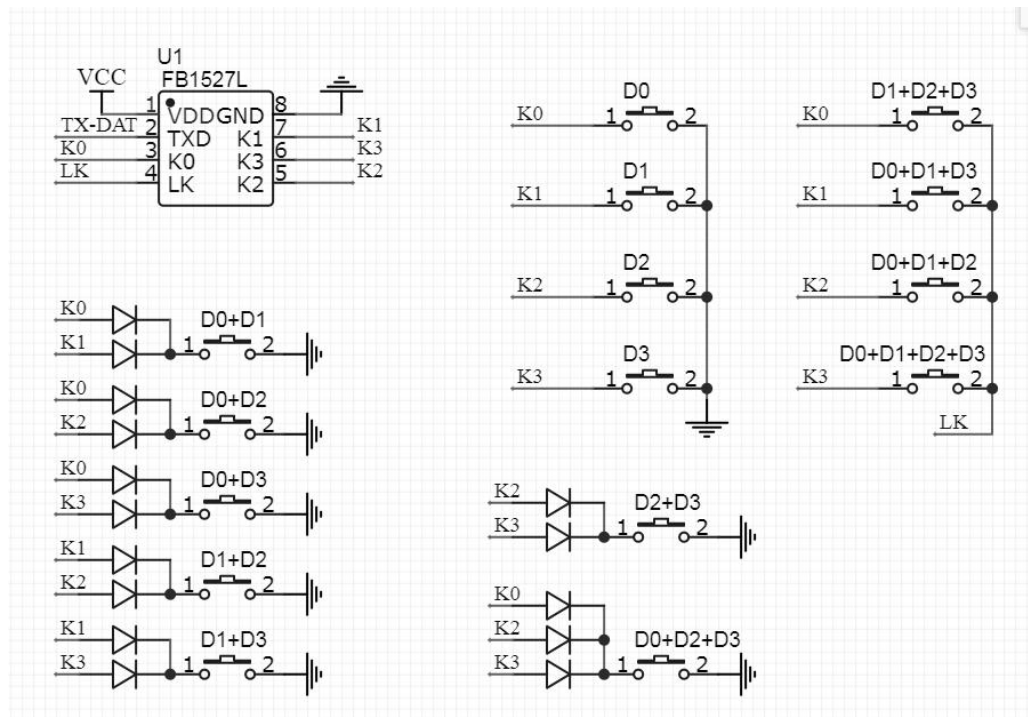 U1
FB1527L
VCC
1 VDD GND 8
TX-DAT 2 TXD K1 7 K1
K0 3 K0 K3 6 K3
LK 4 LK K2 5 K2
D0
K0 1 2
D1
K1 1 2
D2
K2 1 2
D3
K3 1 2
D1+D2+D3
K0 1 2
D0+D1+D3
K1 1 2
D0+D1+D2
K2 1 2
D0+D1+D2+D3
K3 1 2
LK
K0
D0+D1
K1 1 2
K0
D0+D2
K2 1 2
K0
D0+D3
K3 1 2
K1
D1+D2
K2 1 2
K1
D1+D3
K3 1 2
K2
D2+D3
K3 1 2
K0
K2
D0+D2+D3
K3 1 2